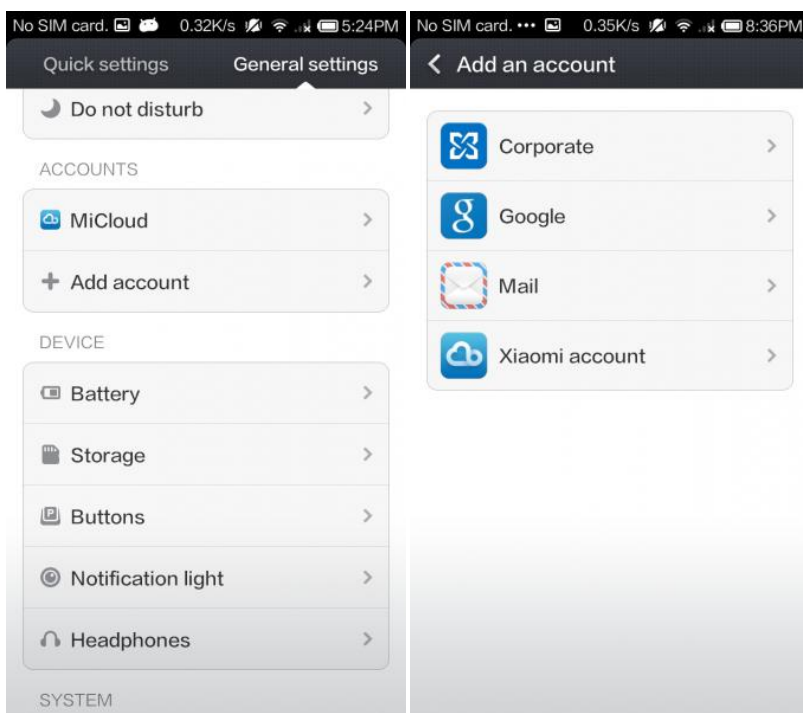 No SIM card. 0.32K/s 5:24PM
Quick settings General settings
Do not disturb
ACCOUNTS
MiCloud
Add account
DEVICE
Battery
Storage
Buttons
Notification light
Headphones
SYSTEM
No SIM card. ••• 0.35K/s 8:36PM
Add an account
Corporate
Google
Mail
Xiaomi account